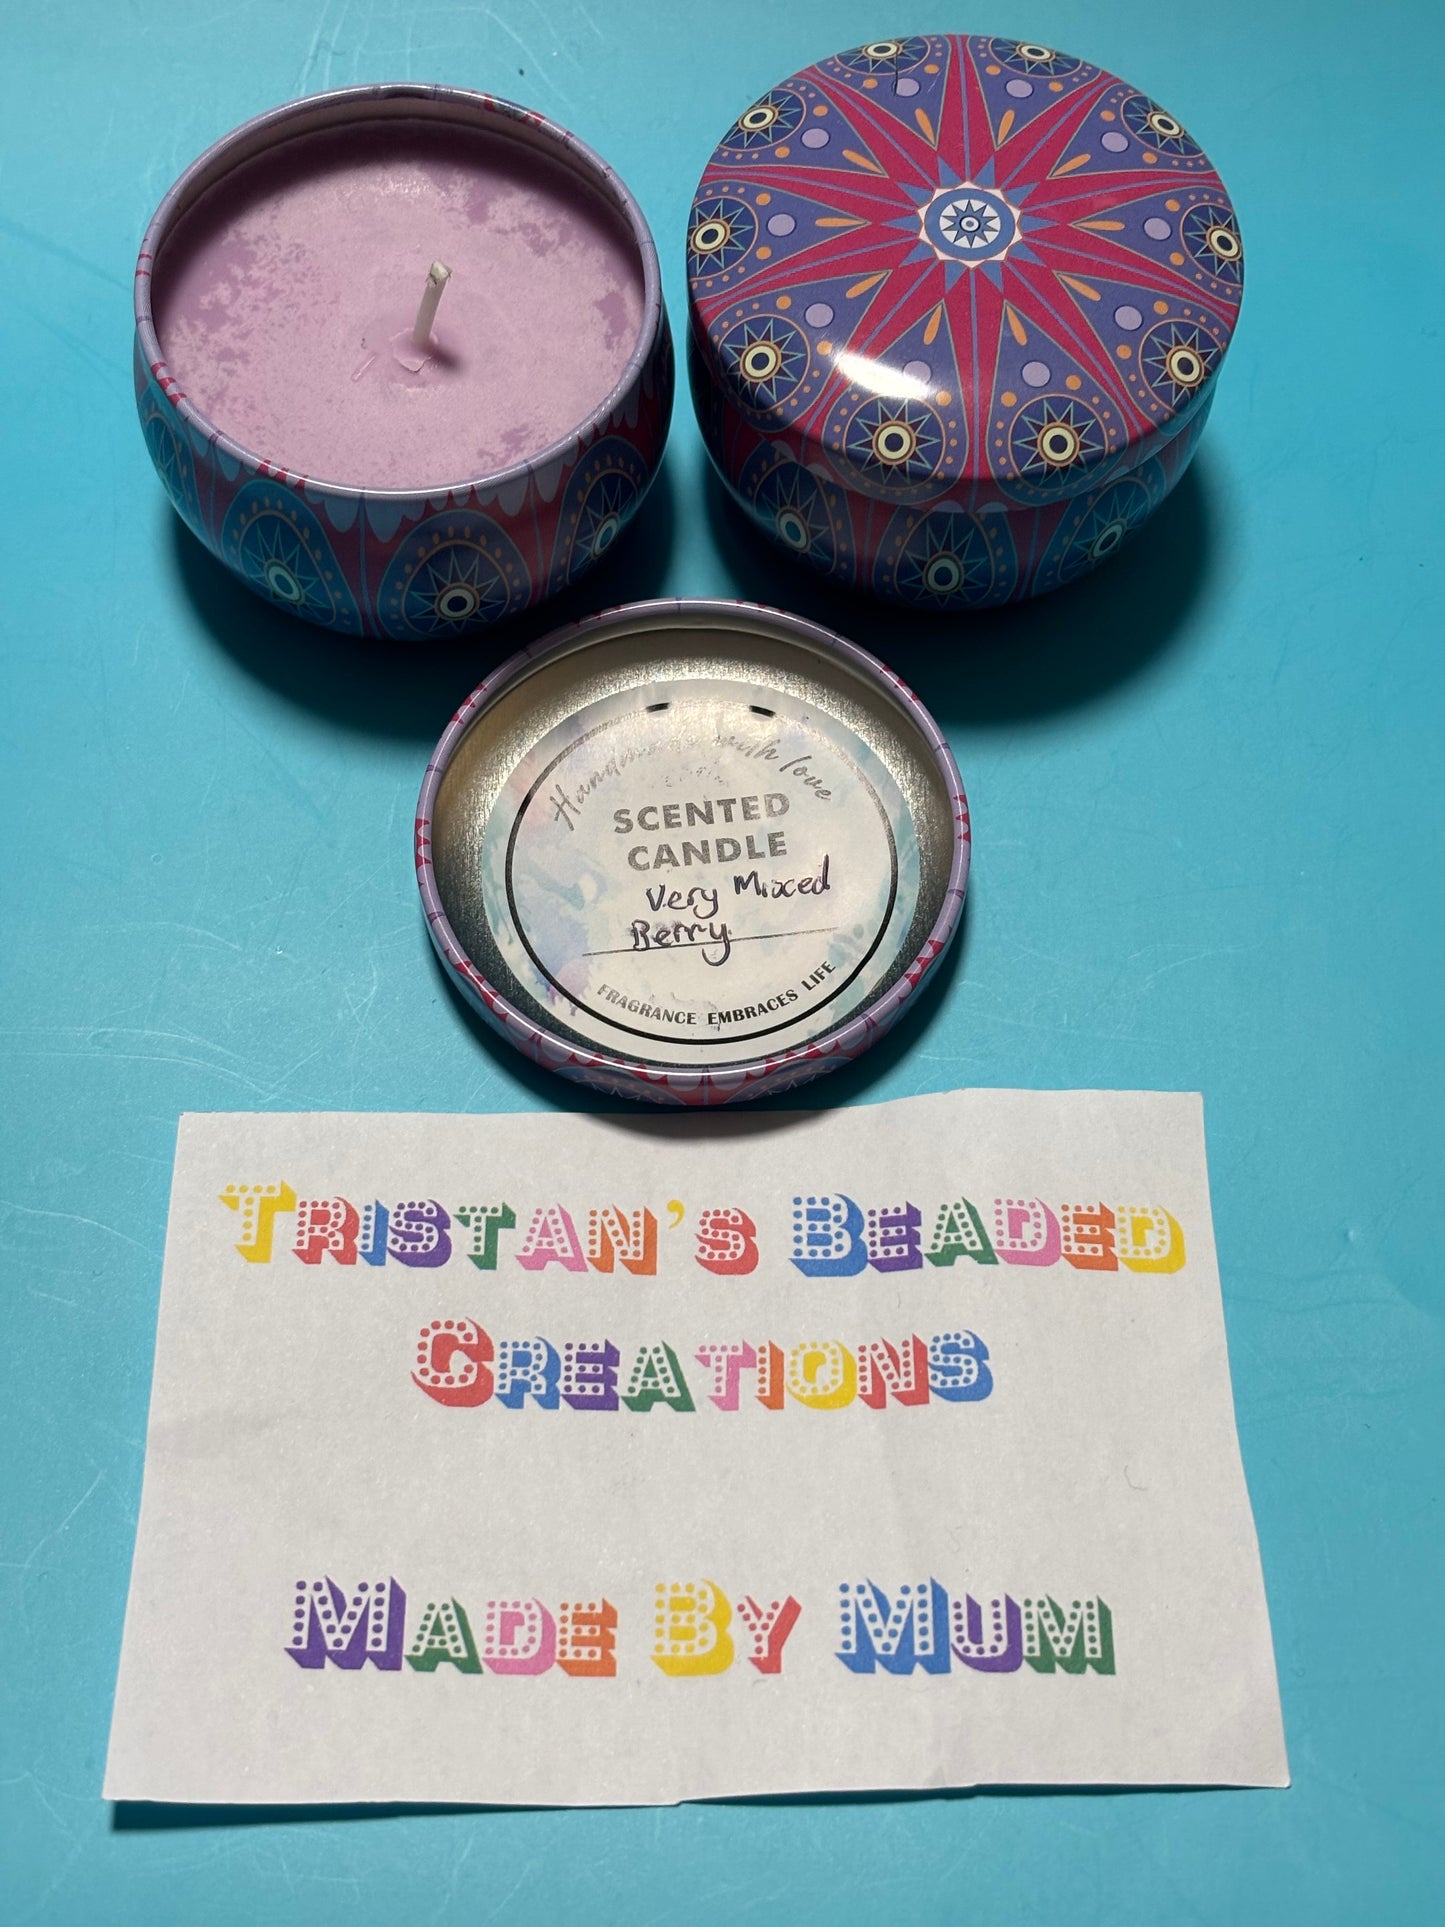 Handmade with love
SCENTED
CANDLE
Very Mixed
Berry
FRAGRANCE EMBRACES LIFE
TRISTAN'S BEADED
CREATIONS
MADE BY MUM